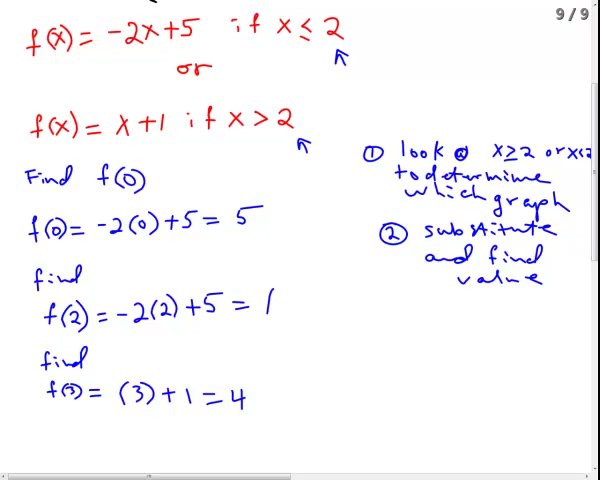 9 / 9
f(x) = -2x+5 if x ≤ 2
or
f(x) = x+1 if x > 2
Find f(0)
f(0) = -2(0)+5 = 5
find
f(2) = -2(2)+5 = 1
find
f(3) = (3)+1 = 4
① look @ x≥2 or x<2
to determine
which graph
② substitute
and find
value